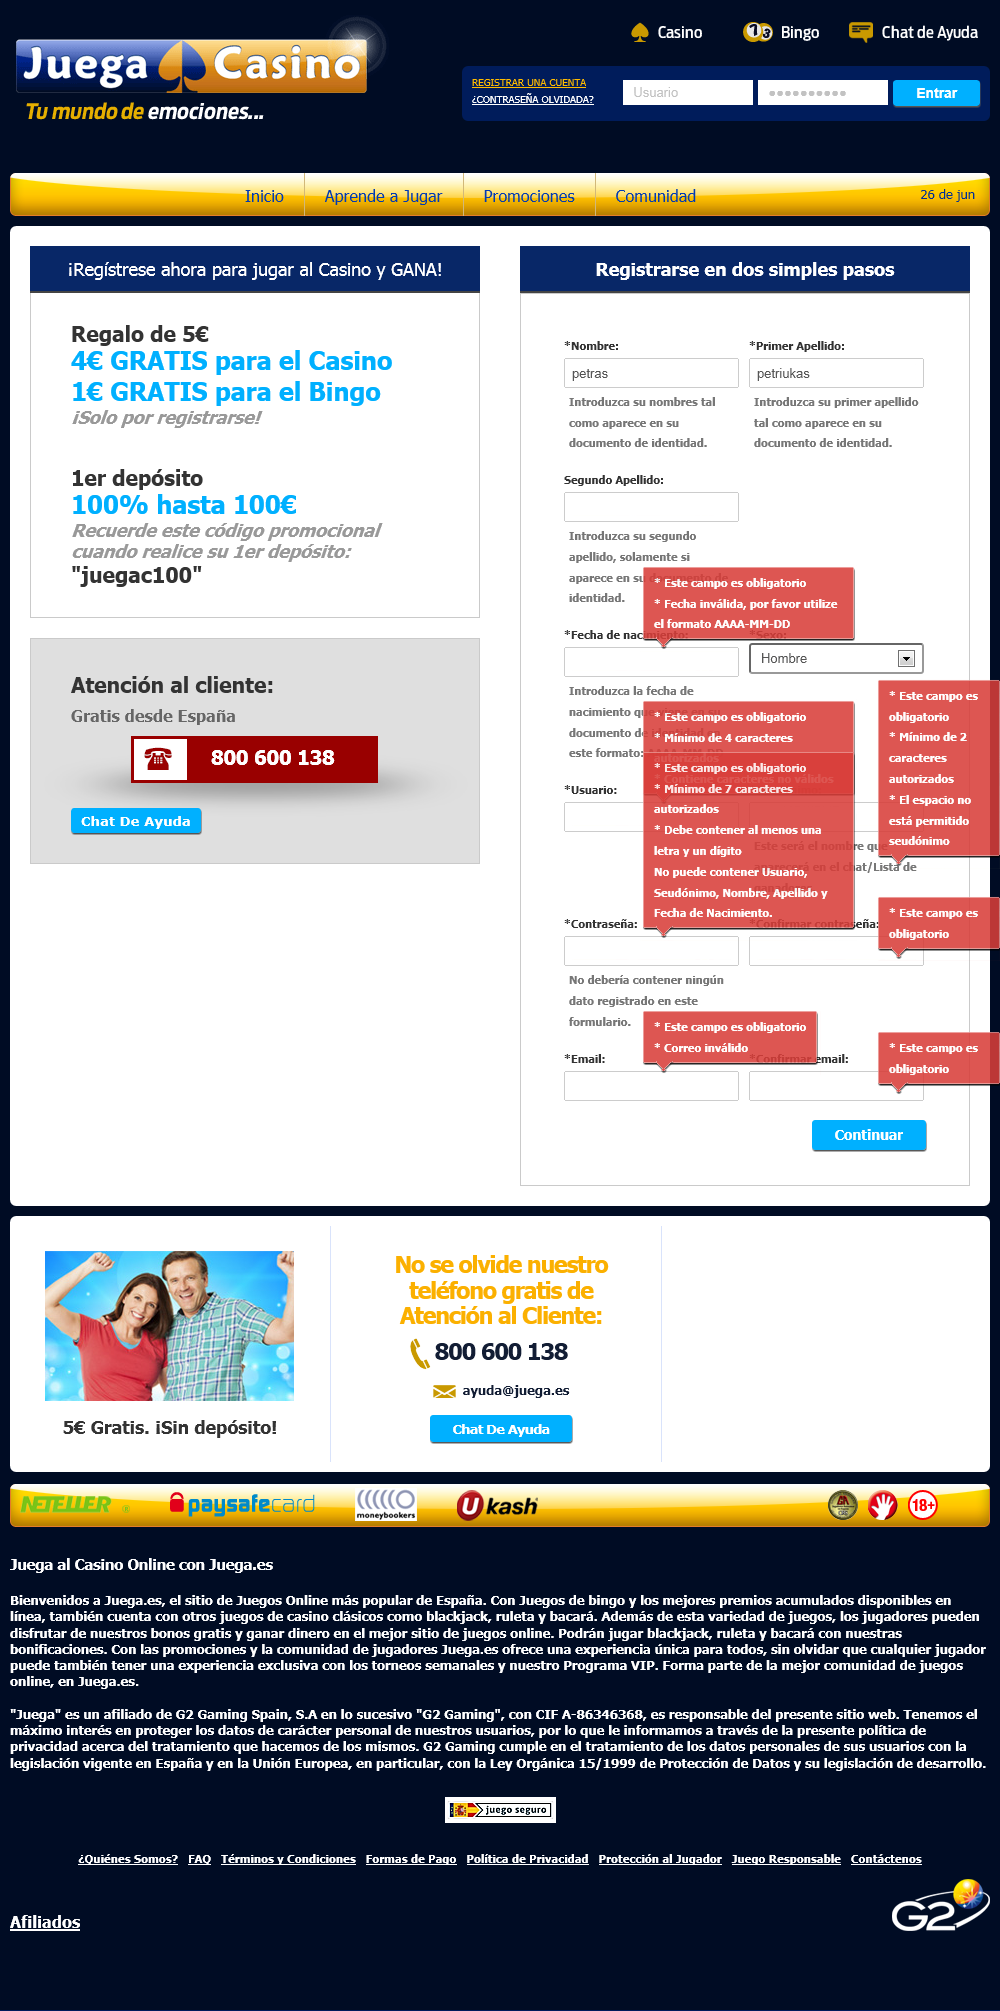 Juega Casino
Tu mundo de emociones...
Casino
Bingo
Chat de Ayuda
REGISTRAR UNA CUENTA
¿CONTRASEÑA OLVIDADA?
Usuario
Entrar
Inicio
Aprende a Jugar
Promociones
Comunidad
26 de jun
¡Regístrese ahora para jugar al Casino y GANA!
Regalo de 5€
4€ GRATIS para el Casino
1€ GRATIS para el Bingo
¡Solo por registrarse!
1er depósito
100% hasta 100€
Recuerde este código promocional
cuando realice su 1er depósito:
"juegac100"
Atención al cliente:
Gratis desde España
800 600 138
Chat De Ayuda
Registrarse en dos simples pasos
*Nombre:
*Primer Apellido:
petras
petriukas
Introduzca su nombres tal
como aparece en su
documento de identidad.
Introduzca su primer apellido
tal como aparece en su
documento de identidad.
Segundo Apellido:
Introduzca su segundo
apellido, solamente si
aparece en su documento de
identidad.
* Este campo es obligatorio
* Fecha inválida, por favor utilize
el formato AAAA-MM-DD
*Fecha de nacimiento:
*Sexo:
Hombre
Introduzca la fecha de
nacimiento que
documento de
este formato: AAAA-MM-DD
* Este campo es obligatorio
* Mínimo de 4 caracteres
autorizados
* Contiene caracteres no válidos
* Este campo es
obligatorio
* Mínimo de 2
caracteres
autorizados
* El espacio no
está permitido
seudónimo
*Usuario:
Este será el nombre que
aparecerá en el chat/Lista de
* Este campo es obligatorio
* Mínimo de 7 caracteres
autorizados
* Debe contener al menos una
letra y un dígito
No puede contener Usuario,
Seudónimo, Nombre, Apellido y
Fecha de Nacimiento.
* Este campo es
obligatorio
*Contraseña:
*Confirmar contraseña:
No debería contener ningún
dato registrado en este
formulario.
* Este campo es obligatorio
* Correo inválido
* Este campo es
obligatorio
*Email:
*Confirmar email:
Continuar
5€ Gratis. ¡Sin depósito!
No se olvide nuestro
teléfono gratis de
Atención al Cliente:
800 600 138
ayuda@juega.es
Chat De Ayuda
NETELLER
paysafecard
moneybookers
Ukash
18+
Juega al Casino Online con Juega.es
Bienvenidos a Juega.es, el sitio de Juegos Online más popular de España. Con Juegos de bingo y los mejores premios acumulados disponibles en
línea, también cuenta con otros juegos de casino clásicos como blackjack, ruleta y bacará. Además de esta variedad de juegos, los jugadores pueden
disfrutar de nuestros bonos gratis y ganar dinero en el mejor sitio de juegos online. Podrán jugar blackjack, ruleta y bacará con nuestras
bonificaciones. Con las promociones y la comunidad de jugadores Juega.es ofrece una experiencia única para todos, sin olvidar que cualquier jugador
puede también tener una experiencia exclusiva con los torneos semanales y nuestro Programa VIP. Forma parte de la mejor comunidad de juegos
online, en Juega.es.
"Juega" es un afiliado de G2 Gaming Spain, S.A en lo sucesivo "G2 Gaming", con CIF A-86346368, es responsable del presente sitio web. Tenemos el
máximo interés en proteger los datos de carácter personal de nuestros usuarios, por lo que le informamos a través de la presente política de
privacidad acerca del tratamiento que hacemos de los mismos. G2 Gaming cumple en el tratamiento de los datos personales de sus usuarios con la
legislación vigente en España y en la Unión Europea, en particular, con la Ley Orgánica 15/1999 de Protección de Datos y su legislación de desarrollo.
juego seguro
¿Quiénes Somos? FAQ Términos y Condiciones Formas de Pago Política de Privacidad Protección al Jugador Juego Responsable Contáctenos
Afiliados
G2